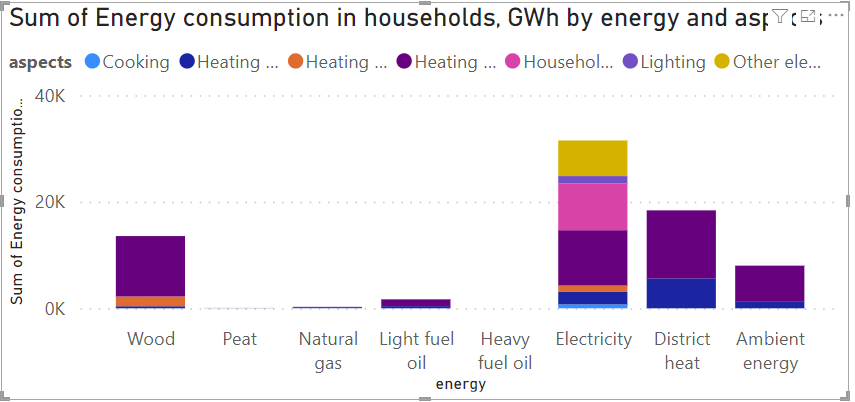 Sum of Energy consumption in households, GWh by energy and
aspects Cooking Heating ... Heating ... Heating ... Househol... Lighting Other ele...
Sum of Energy consumptio...
40K
20K
0K
Wood Peat Natural gas Light fuel oil Heavy fuel oil Electricity District heat Ambient energy
energy